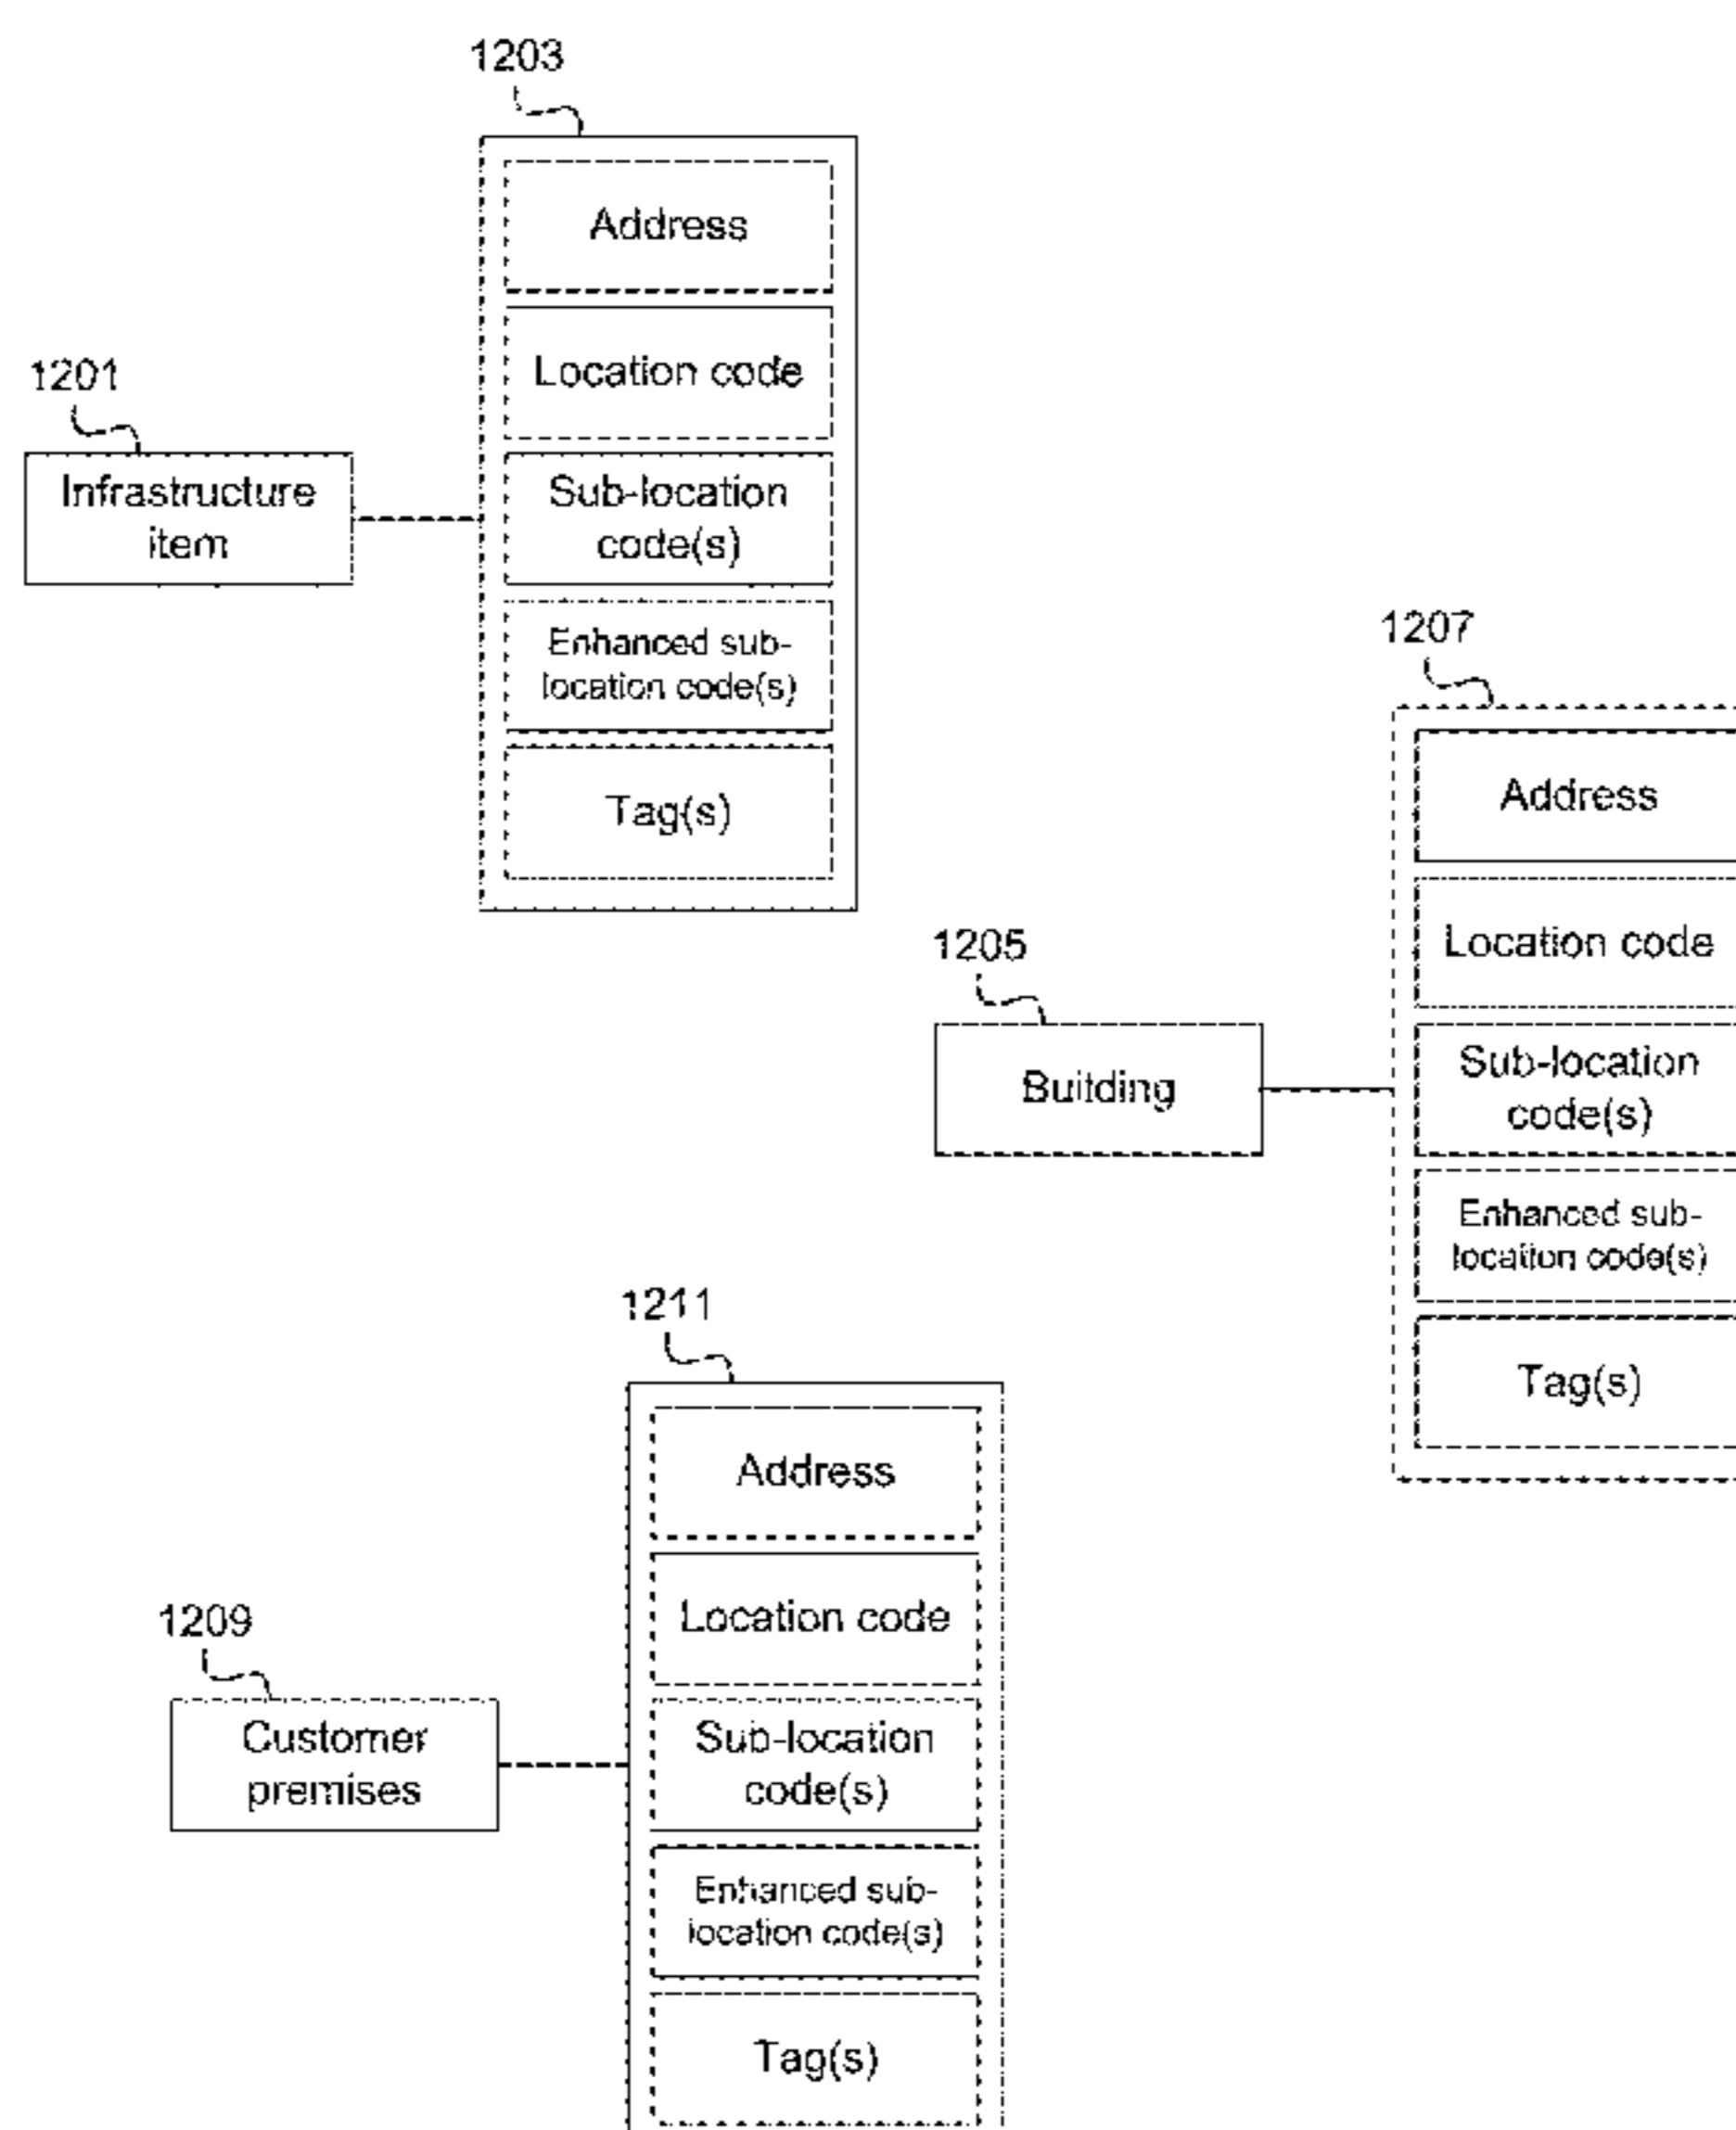 1203
Address
Location code
1201
Infrastructure
item
Sub-location
code(s)
Enhanced sub-
location code(s)
Tag(s)
1207
Address
1205
Location code
Building
Sub-location
code(s)
Enhanced sub-
location code(s)
Tag(s)
1211
Address
Location code
1209
Customer
premises
Sub-location
code(s)
Enhanced sub-
location code(s)
Tag(s)